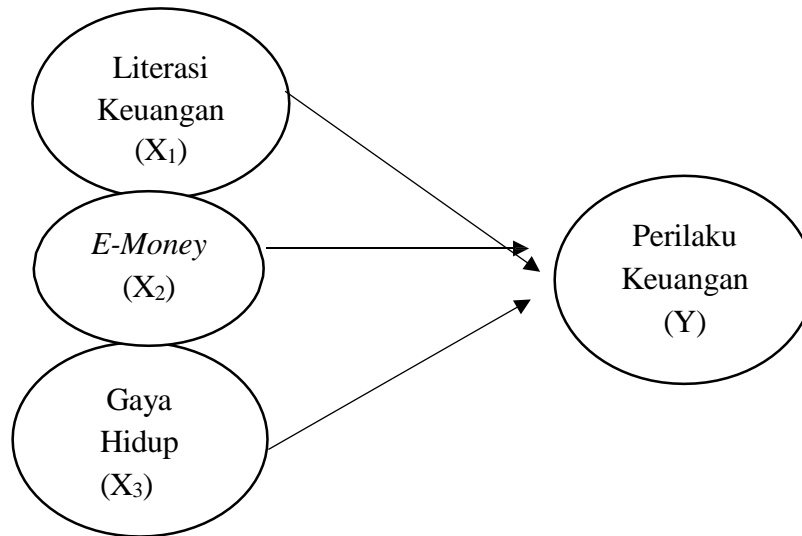 Literasi
Keuangan
(X₁)
E-Money
(X₂)
Gaya
Hidup
(X₃)
Perilaku
Keuangan
(Y)